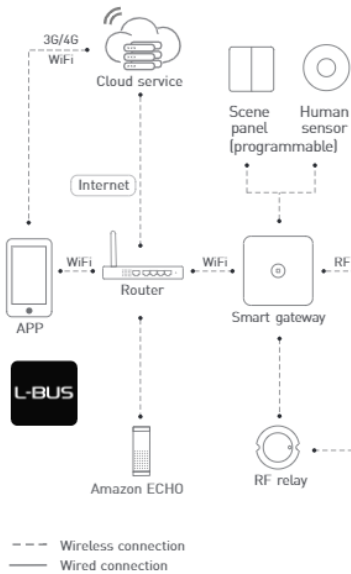 3G/4G
WiFi
Cloud service
Scene
panel
Human
sensor
(programmable)
Internet
WiFi
WiFi
RF
Router
APP
Smart gateway
L-BUS
Amazon ECHO
RF relay
Wireless connection
Wired connection